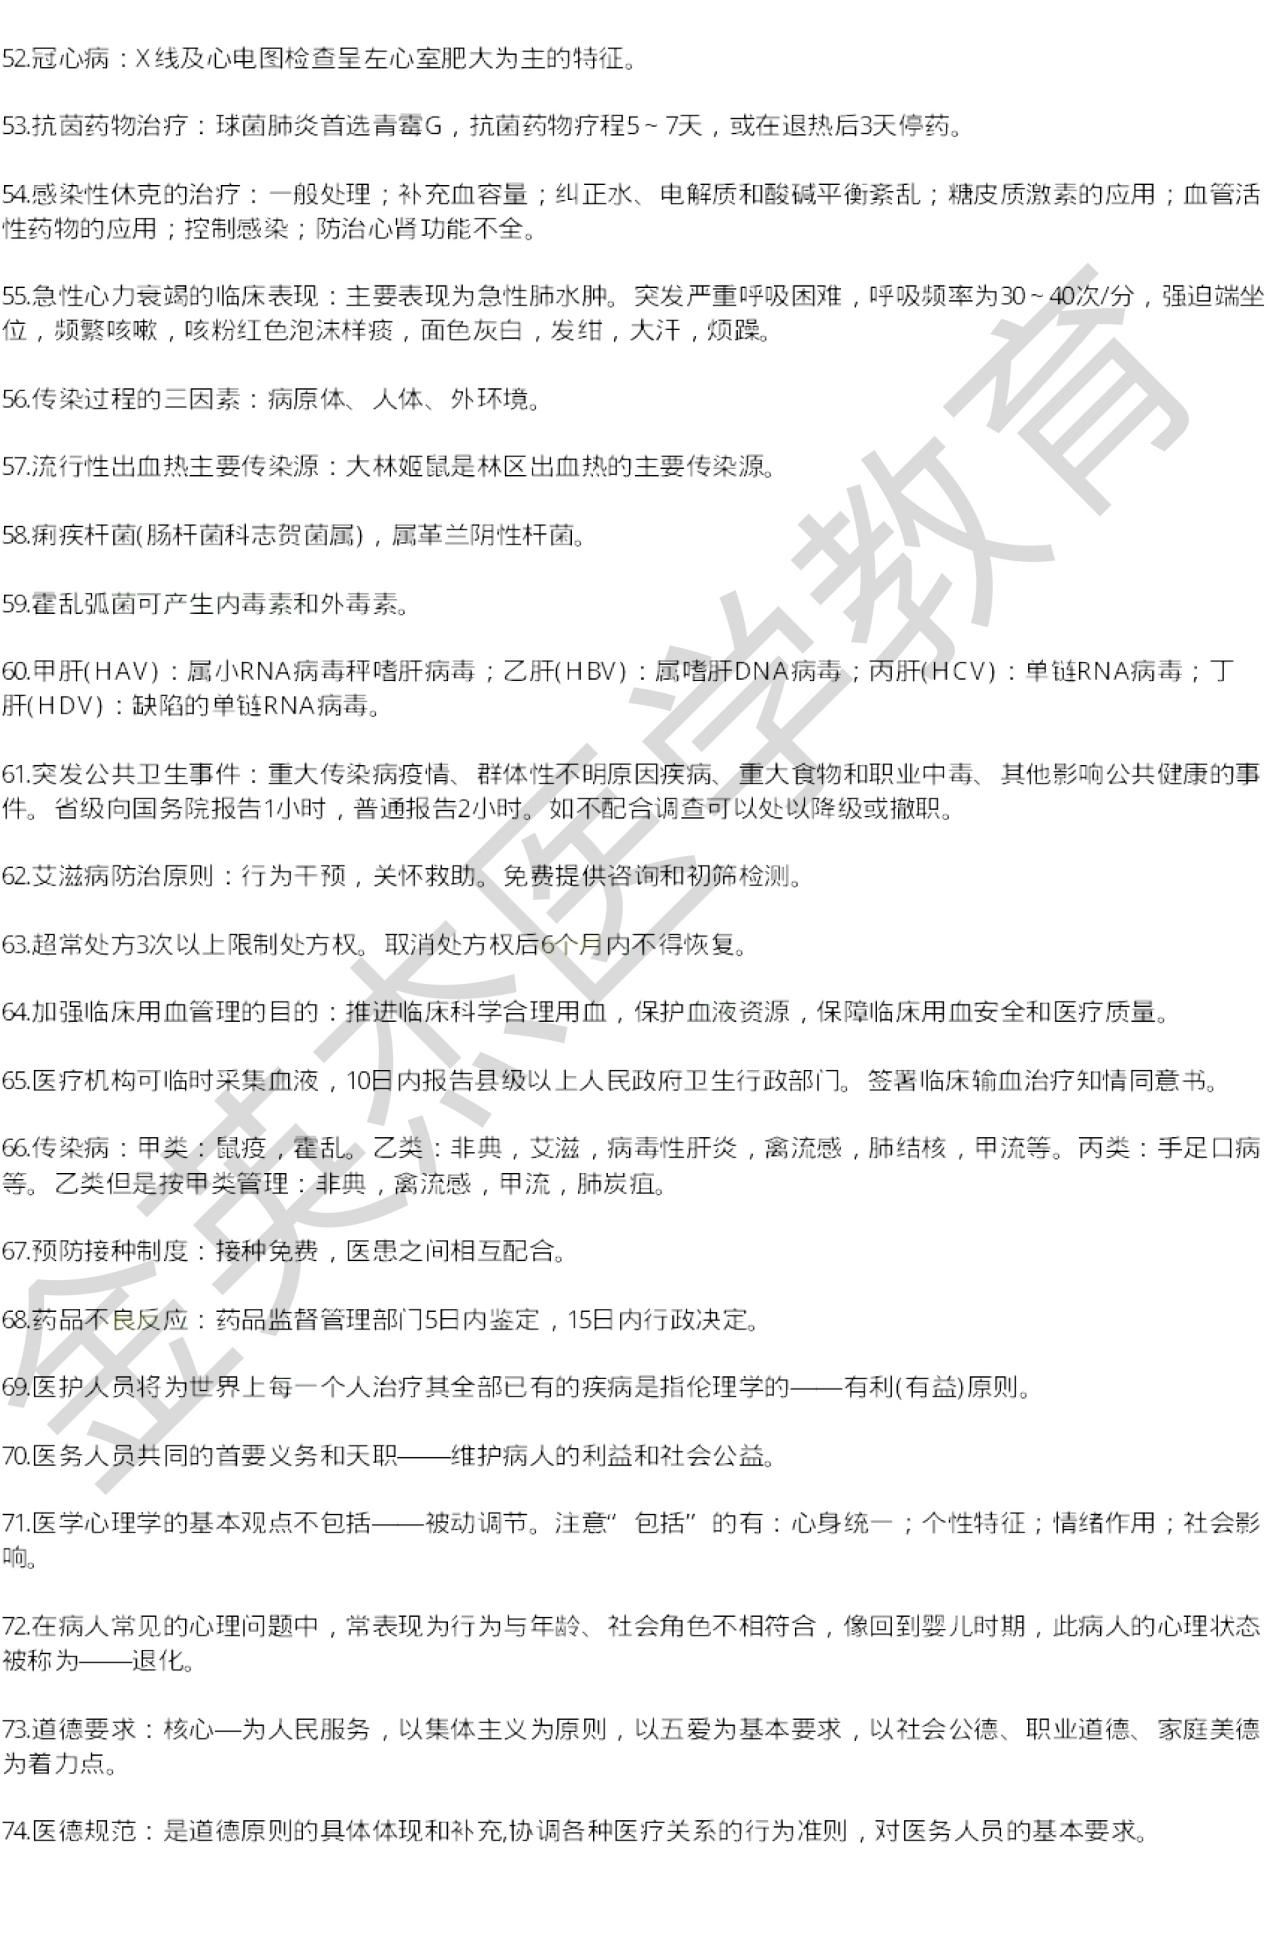 52.冠心病：X线及心电图检查呈左心室肥大为主的特征。
53.抗茵药物治疗：球菌肺炎首选青霉G，抗菌药物疗程5～7天，或在退热后3天停药。
54.感染性休克的治疗：一般处理；补充血容量；纠正水、电解质和酸碱平衡紊乱；糖皮质激素的应用；血管活
性药物的应用；控制感染；防治心肾功能不全。
55.急性心力衰竭的临床表现：主要表现为急性肺水肿。突发严重呼吸困难，呼吸频率为30～40次/分，强迫端坐
位，频繁咳嗽，咳粉红色泡沫样痰，面色灰白，发绀，大汗，烦躁。
56.传染过程的三因素：病原体、人体、外环境。
57.流行性出血热主要传染源：大林姬鼠是林区出血热的主要传染源。
58.痢疾杆菌(肠杆菌科志贺菌属)，属革兰阴性杆菌。
59.霍乱弧菌可产生内毒素和外毒素。
60.甲肝(HAV)：属小RNA病毒秤嗜肝病毒；乙肝(HBV)：属嗜肝DNA病毒；丙肝(HCV)：单链RNA病毒；丁
肝(HDV)：缺陷的单链RNA病毒。
61.突发公共卫生事件：重大传染病疫情、群体性不明原因疾病、重大食物和职业中毒、其他影响公共健康的事
件。省级向国务院报告1小时，普通报告2小时。如不配合调查可以处以降级或撤职。
62.艾滋病防治原则：行为干预，关怀救助。免费提供咨询和初筛检测。
63.超常处方3次以上限制处方权。取消处方权后6个月内不得恢复。
64.加强临床用血管理的目的：推进临床科学合理用血，保护血液资源，保障临床用血安全和医疗质量。
65.医疗机构可临时采集血液，10日内报告县级以上人民政府卫生行政部门。签署临床输血治疗知情同意书。
66.传染病：甲类：鼠疫，霍乱。乙类：非典，艾滋，病毒性肝炎，禽流感，肺结核，甲流等。丙类：手足口病
等。乙类但是按甲类管理：非典，禽流感，甲流，肺炭疽。
67.预防接种制度：接种免费，医患之间相互配合。
68.药品不良反应：药品监督管理部门5日内鉴定，15日内行政决定。
69.医护人员将为世界上每一个人治疗其全部已有的疾病是指伦理学的——有利(有益)原则。
70.医务人员共同的首要义务和天职——维护病人的利益和社会公益。
71.医学心理学的基本观点不包括——被动调节。注意“包括”的有：心身统一；个性特征；情绪作用；社会影
响。
72.在病人常见的心理问题中，常表现为行为与年龄、社会角色不相符合，像回到婴儿时期，此病人的心理状态
被称为——退化。
73.道德要求：核心—为人民服务，以集体主义为原则，以五爱为基本要求，以社会公德、职业道德、家庭美德
为着力点。
74.医德规范：是道德原则的具体体现和补充,协调各种医疗关系的行为准则，对医务人员的基本要求。
金英杰医学教育